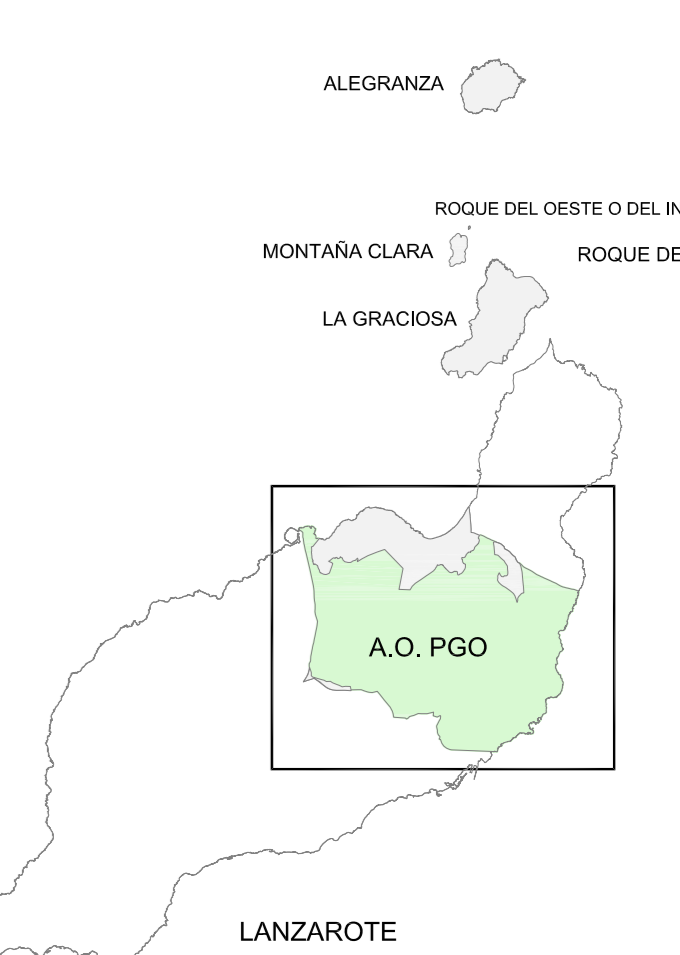 ALEGRANZA
ROQUE DEL OESTE O DEL IN
MONTAÑA CLARA
ROQUE DE
LA GRACIOSA
A.O. PGO
LANZAROTE